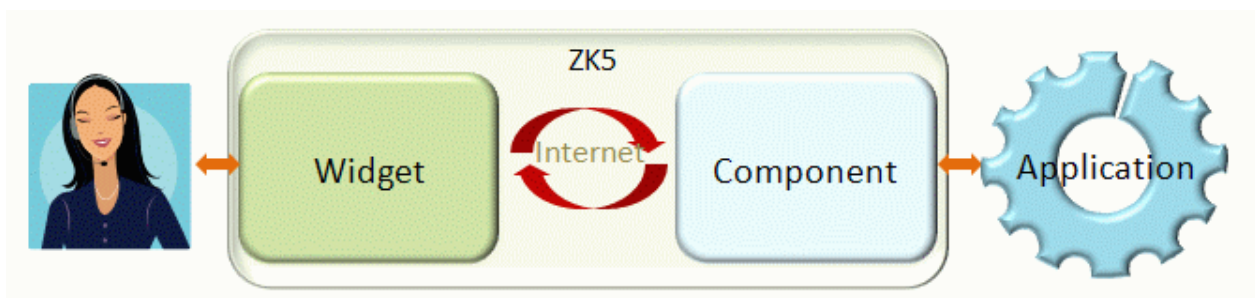 ZK5
Widget
Internet
Component
Application